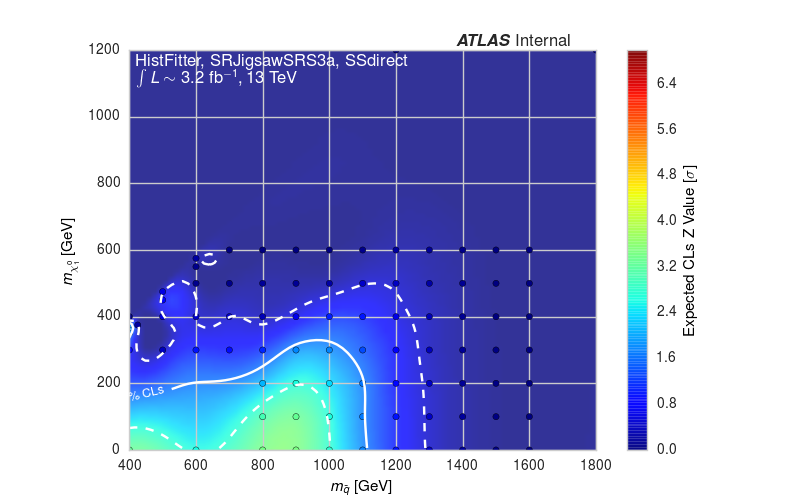 ATLAS Internal
HistFitter, SRJigsawSRS3a, SSdirect
∫ L ~ 3.2 fb⁻¹, 13 TeV
1200
1000
800
600
400
200
0
m_χ̃₁⁰ [GeV]
% CLs
400 600 800 1000 1200 1400 1600 1800
m_q̃ [GeV]
6.4
5.6
4.8
4.0
3.2
2.4
1.6
0.8
0.0
Expected CLs Z Value [σ]